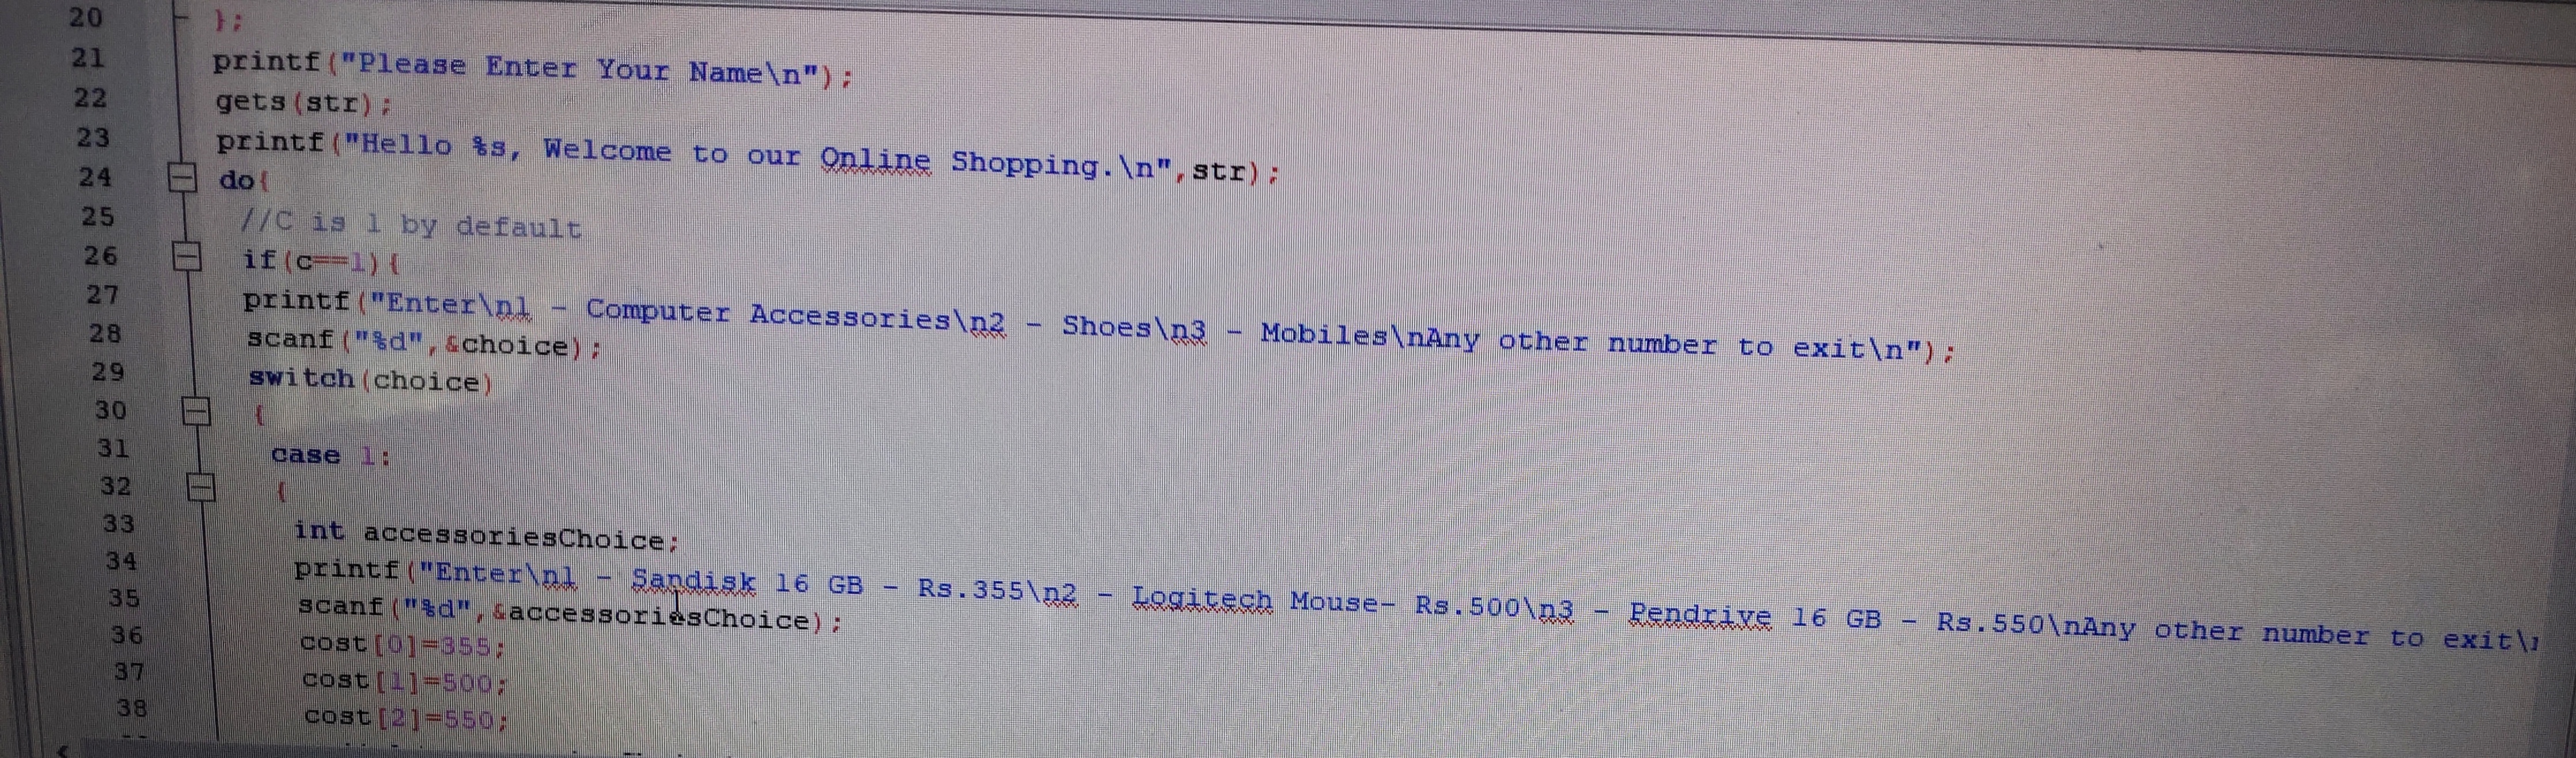 20 };
21 printf("Please Enter Your Name\n");
22 gets(str);
23 printf("Hello %s, Welcome to our Online Shopping.\n",str);
24 do{
25 //C is 1 by default
26 if(c==1){
27 printf("Enter\n1 - Computer Accessories\n2 - Shoes\n3 - Mobiles\nAny other number to exit\n");
28 scanf("%d",&choice);
29 switch(choice)
30 {
31 case 1:
32 {
33 int accessoriesChoice;
34 printf("Enter\n1 - Sandisk 16 GB - Rs.355\n2 - Logitech Mouse- Rs.500\n3 - Pendrive 16 GB - Rs.550\nAny other number to exit\
35 scanf("%d",&accessoriesChoice);
36 cost[0]=355;
37 cost[1]=500;
38 cost[2]=550;